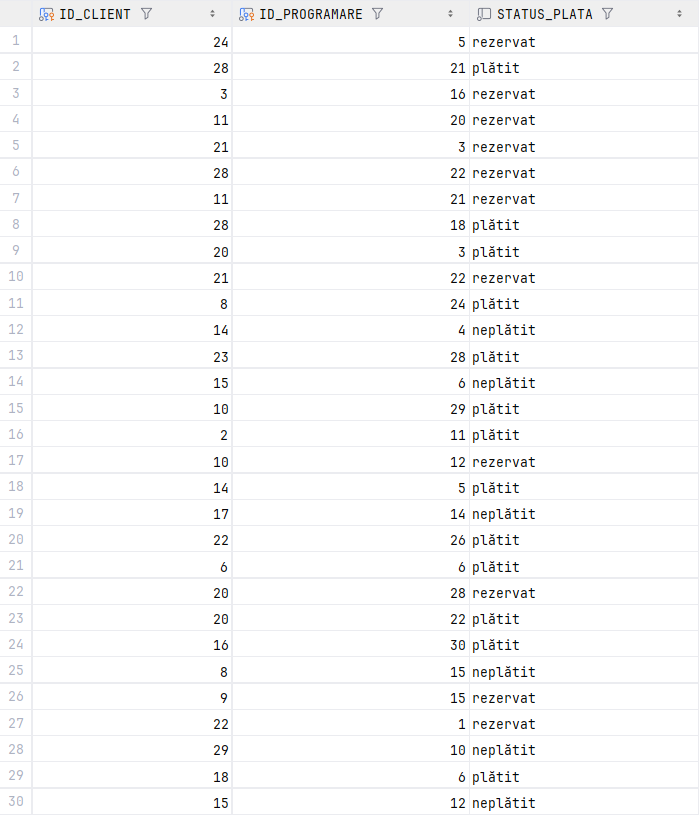 ID_CLIENT ID_PROGRAMARE STATUS_PLATA
1 24 5 rezervat
2 28 21 plătit
3 3 16 rezervat
4 11 20 rezervat
5 21 3 rezervat
6 28 22 rezervat
7 11 21 rezervat
8 28 18 plătit
9 20 3 plătit
10 21 22 rezervat
11 8 24 plătit
12 14 4 neplătit
13 23 28 plătit
14 15 6 neplătit
15 10 29 plătit
16 2 11 plătit
17 10 12 rezervat
18 14 5 plătit
19 17 14 neplătit
20 22 26 plătit
21 6 6 plătit
22 20 28 rezervat
23 20 22 plătit
24 16 30 plătit
25 8 15 neplătit
26 9 15 rezervat
27 22 1 rezervat
28 29 10 neplătit
29 18 6 plătit
30 15 12 neplătit